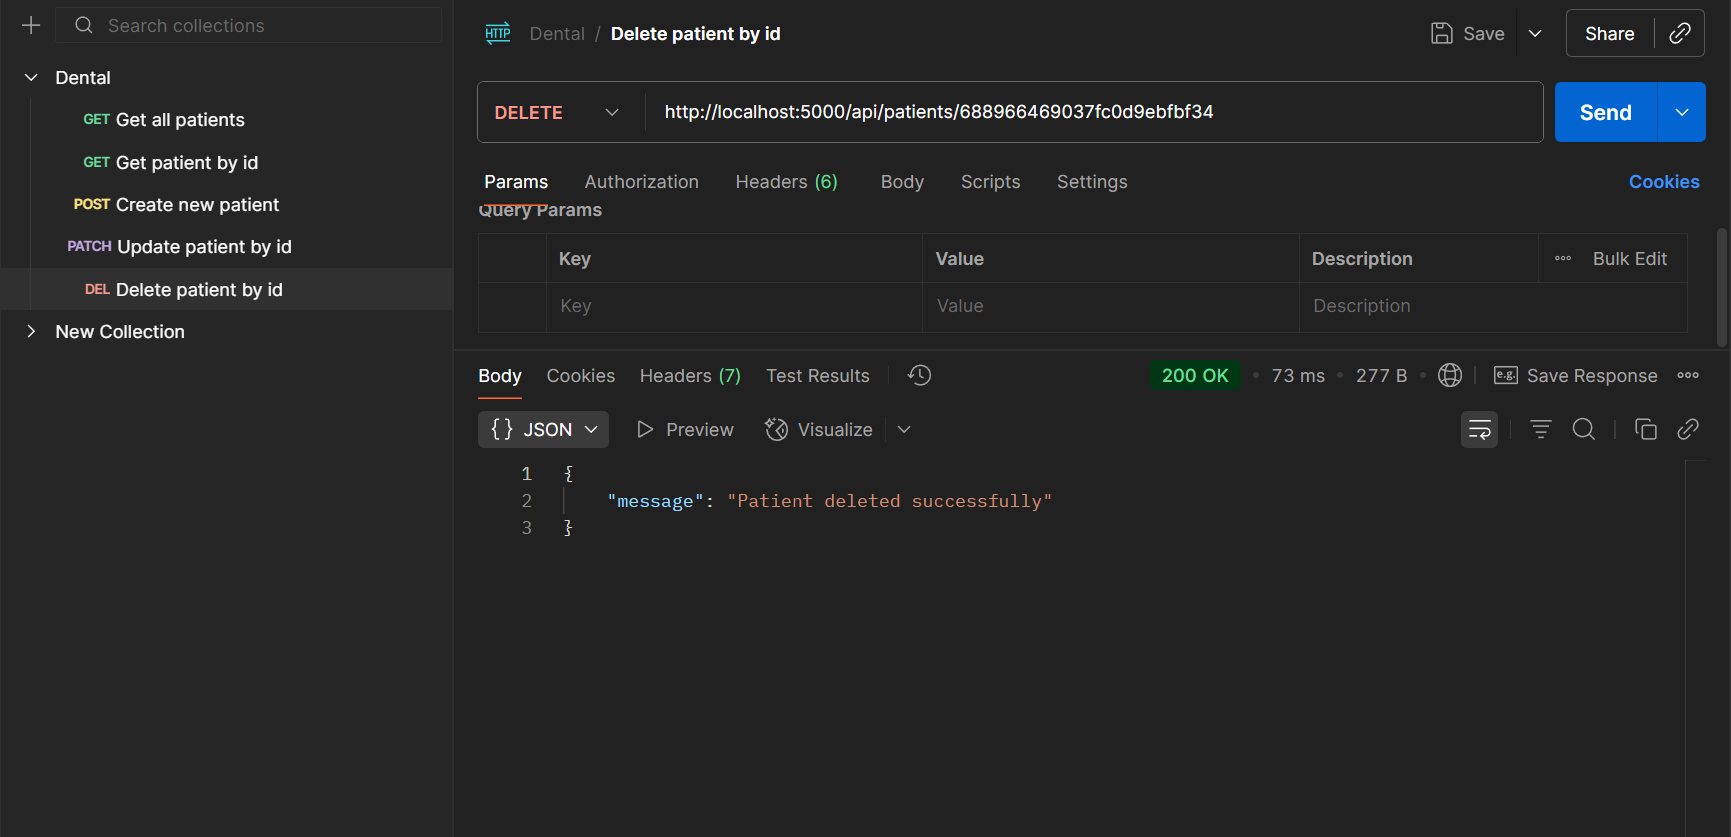 Search collections
Dental
GET Get all patients
GET Get patient by id
POST Create new patient
PATCH Update patient by id
DEL Delete patient by id
New Collection
HTTP Dental / Delete patient by id
Save
Share
DELETE http://localhost:5000/api/patients/688966469037fc0d9ebfbf34
Send
Params Authorization Headers (6) Body Scripts Settings Cookies
Query Params
Key Value Description Bulk Edit
Key Value Description
Body Cookies Headers (7) Test Results 200 OK • 73 ms • 277 B • e.g. Save Response
{} JSON Preview Visualize
1 {
2 "message": "Patient deleted successfully"
3 }